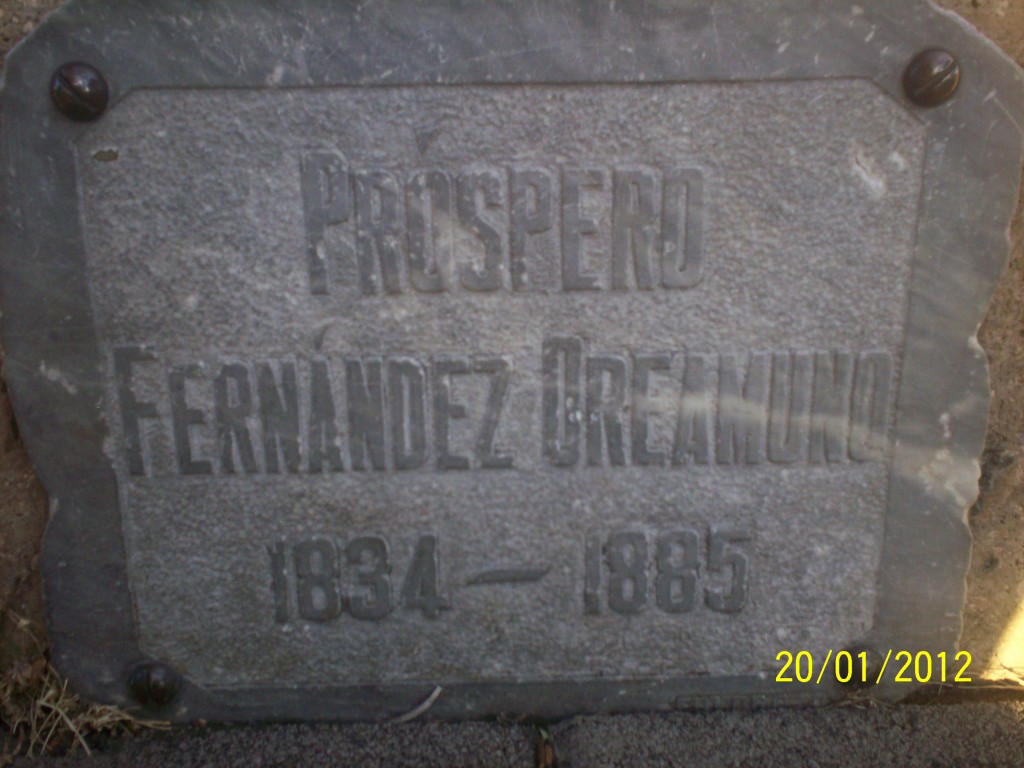 PRÓSPERO
FERNÁNDEZ OREAMUNO
1834 — 1885
20/01/2012